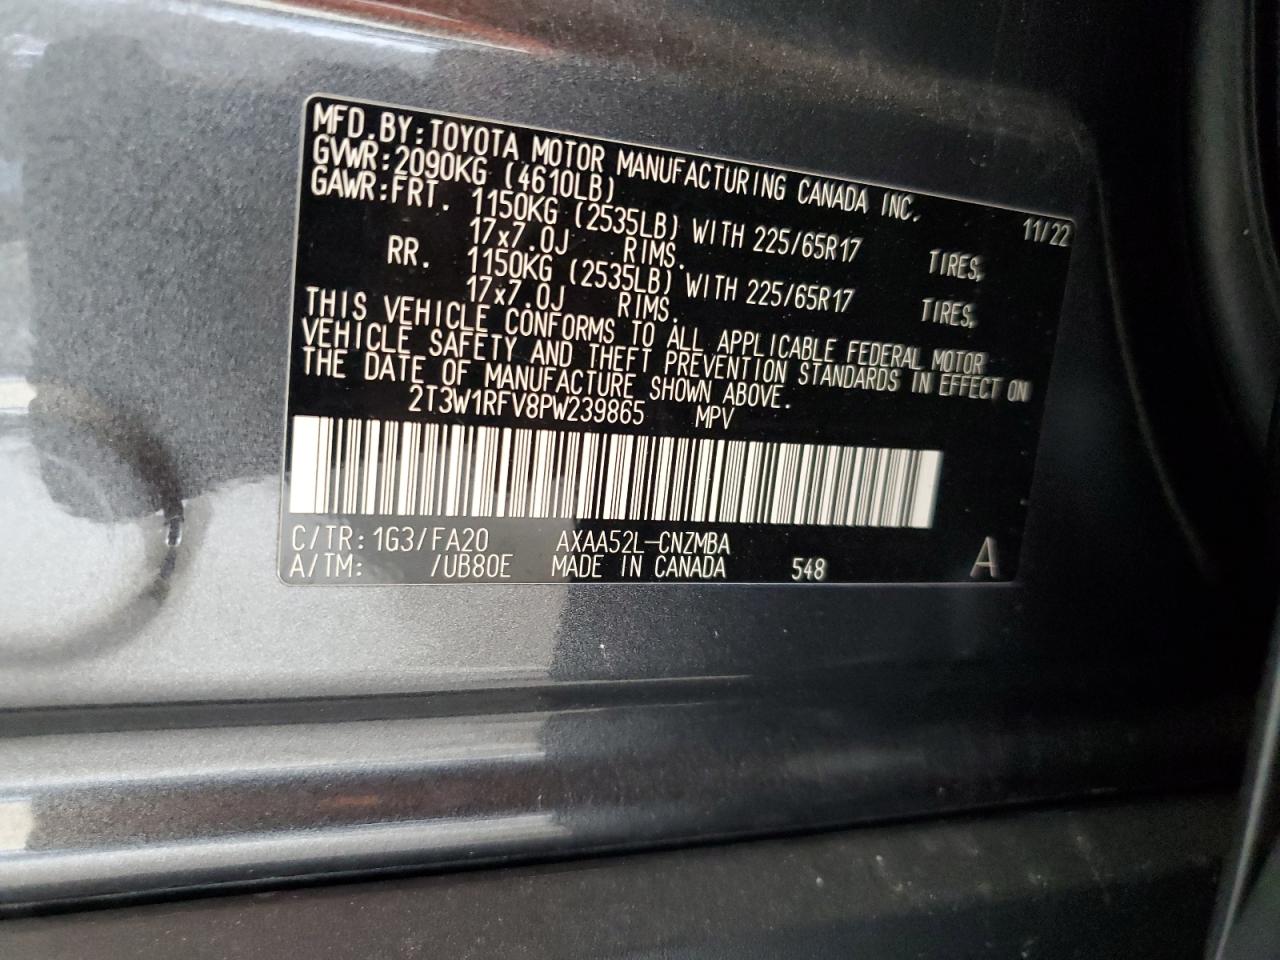 MFD.BY:TOYOTA MOTOR MANUFACTURING CANADA INC.
GVWR:2090KG (4610LB) 11/22
GAWR:FRT. 1150KG (2535LB) WITH 225/65R17 TIRES,
17x7.0J RIMS.
RR. 1150KG (2535LB) WITH 225/65R17 TIRES,
17x7.0J RIMS.
THIS VEHICLE CONFORMS TO ALL APPLICABLE FEDERAL MOTOR
VEHICLE SAFETY AND THEFT PREVENTION STANDARDS IN EFFECT ON
THE DATE OF MANUFACTURE SHOWN ABOVE.
2T3W1RFV8PW239865 MPV
C/TR:1G3/FA20 AXAA52L-CNZMBA
A/TM: /UB80E MADE IN CANADA 548 A